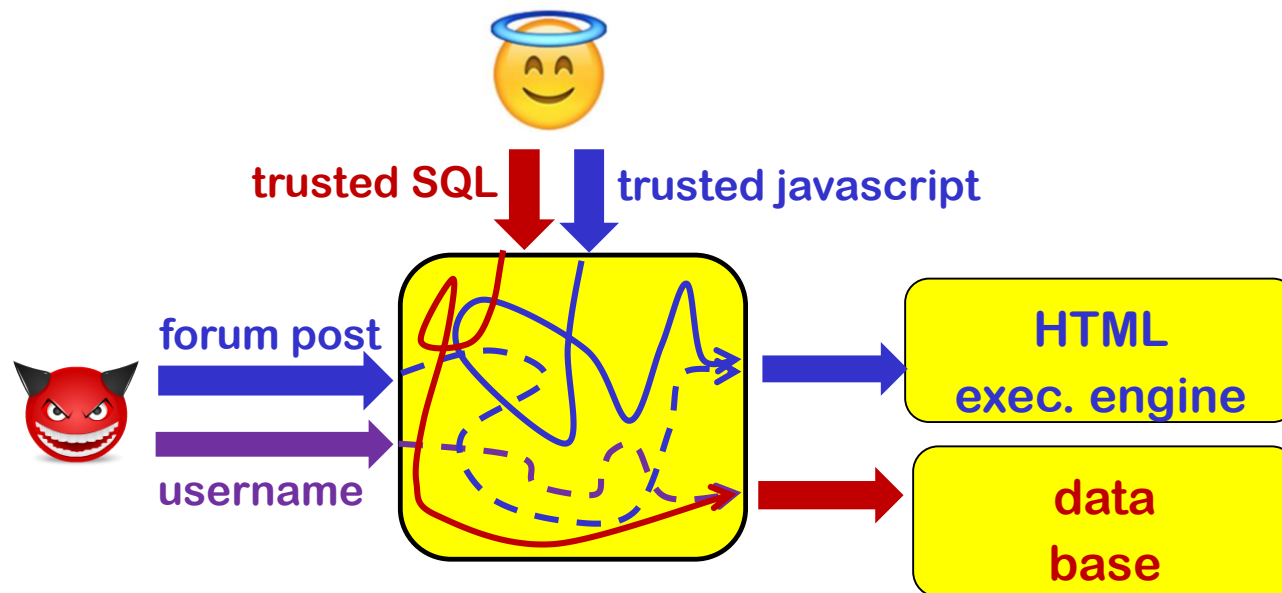 trusted SQL
trusted javascript
forum post
username
HTML
exec. engine
data
base